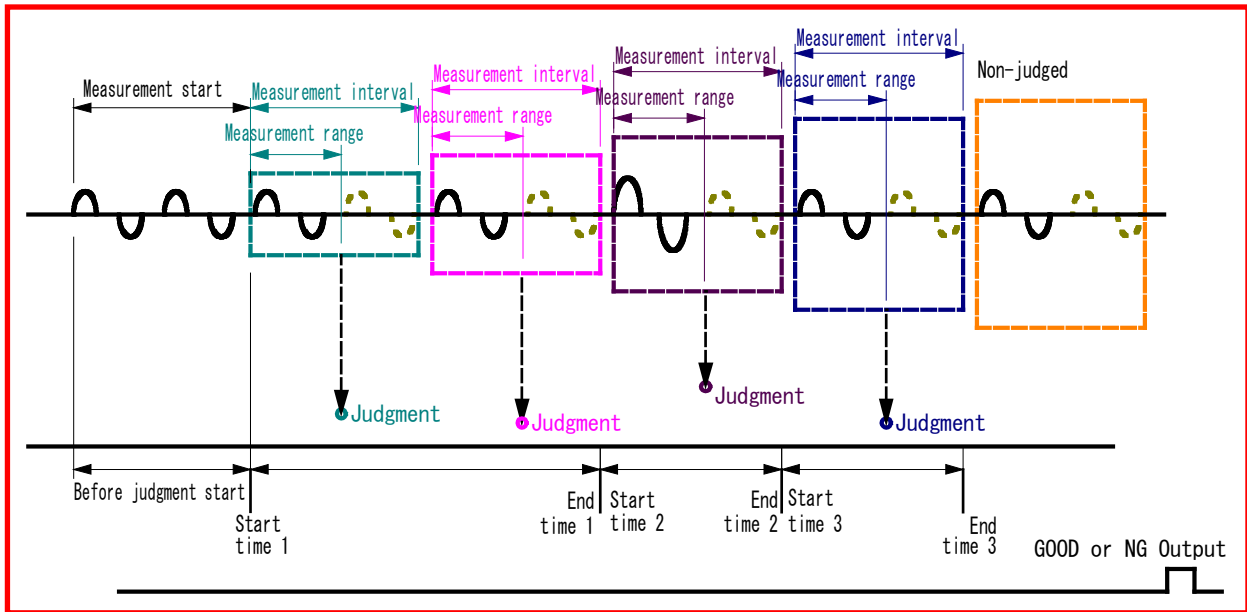 Measurement start
Measurement interval
Measurement range
Measurement interval
Measurement range
Measurement interval
Measurement range
Measurement interval
Measurement range
Non-judged
Judgment
Judgment
Judgment
Judgment
Before judgment start
Start
time 1
End
time 1
Start
time 2
End
time 2
Start
time 3
End
time 3
GOOD or NG Output